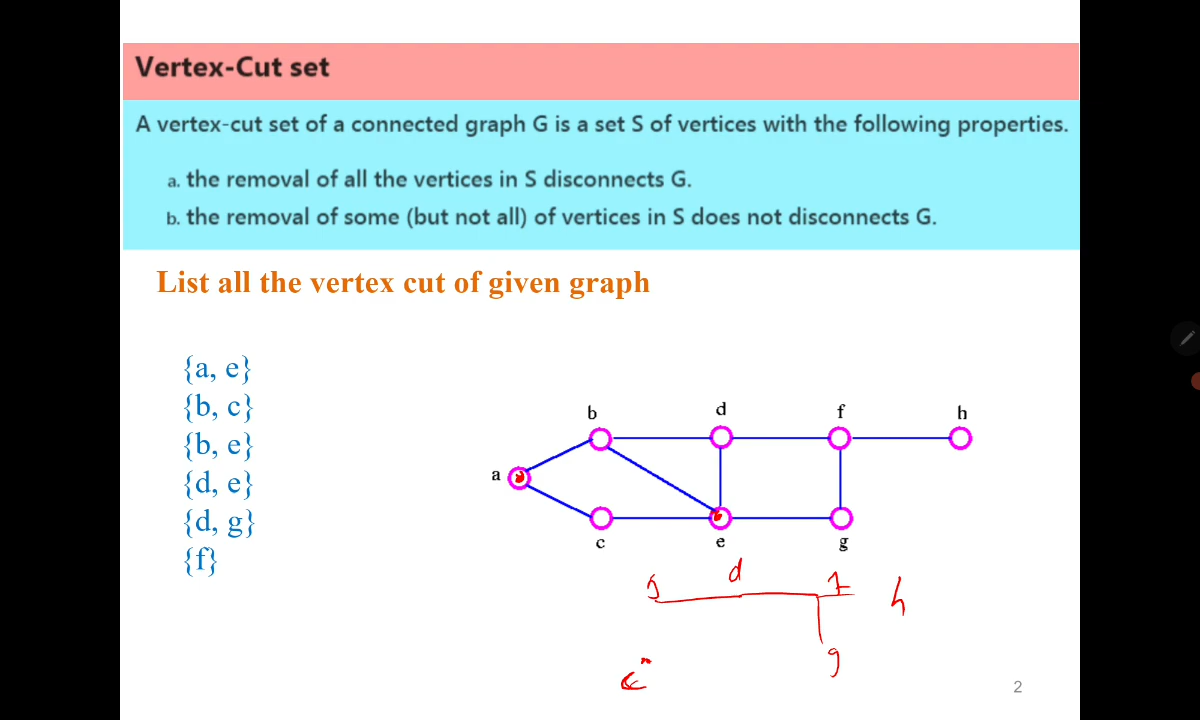 Vertex-Cut set
A vertex-cut set of a connected graph G is a set S of vertices with the following properties.
a. the removal of all the vertices in S disconnects G.
b. the removal of some (but not all) of vertices in S does not disconnects G.
List all the vertex cut of given graph
{a, e}
{b, c}
{b, e}
{d, e}
{d, g}
{f}
b d f h
a
c e g
d
h
g
2